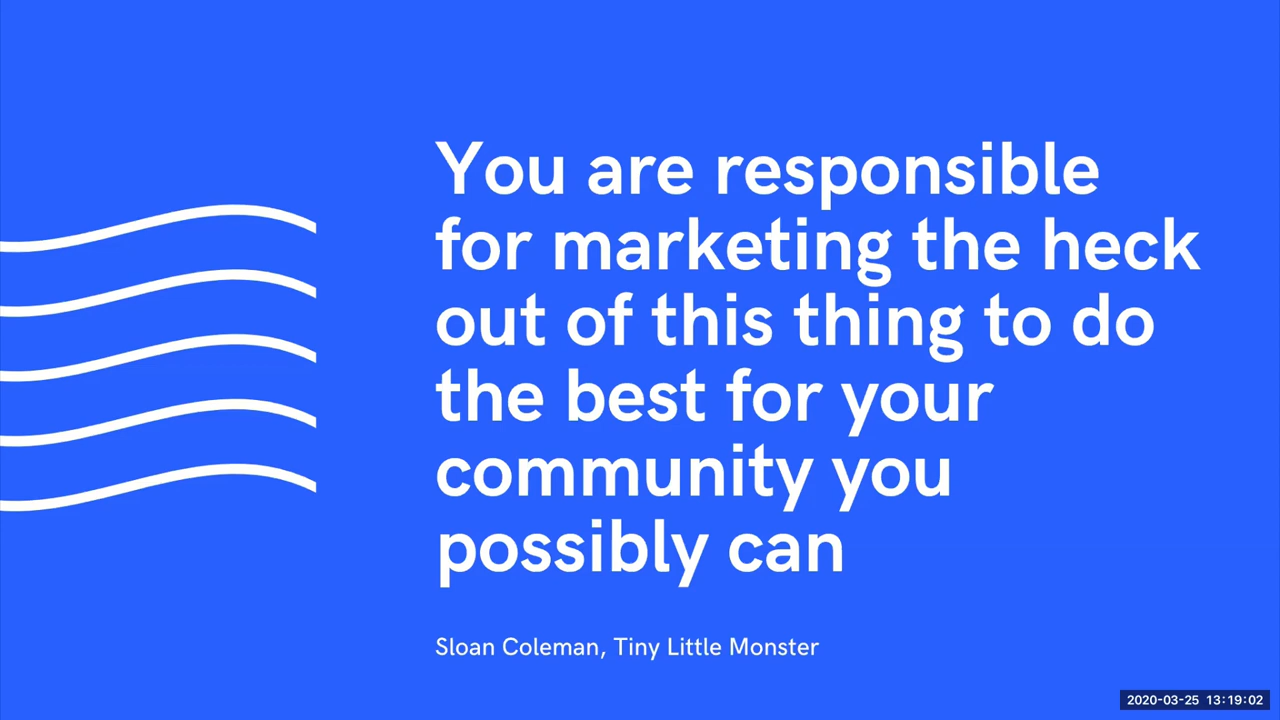 You are responsible
for marketing the heck
out of this thing to do
the best for your
community you
possibly can
Sloan Coleman, Tiny Little Monster
2020-03-25 13:19:02